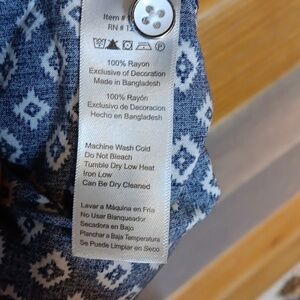 Item #
RN # 12
100% Rayon
Exclusive of Decoration
Made in Bangladesh
100% Rayón
Exclusivo de Decoracion
Hecho en Bangladesh
Machine Wash Cold
Do Not Bleach
Tumble Dry Low Heat
Iron Low
Can Be Dry Cleaned
Lavar a Máquina en Fría
No Usar Blanqueador
Secadora en Bajo
Planchar a Baja Temperatura
Se Puede Limpiar en Seco